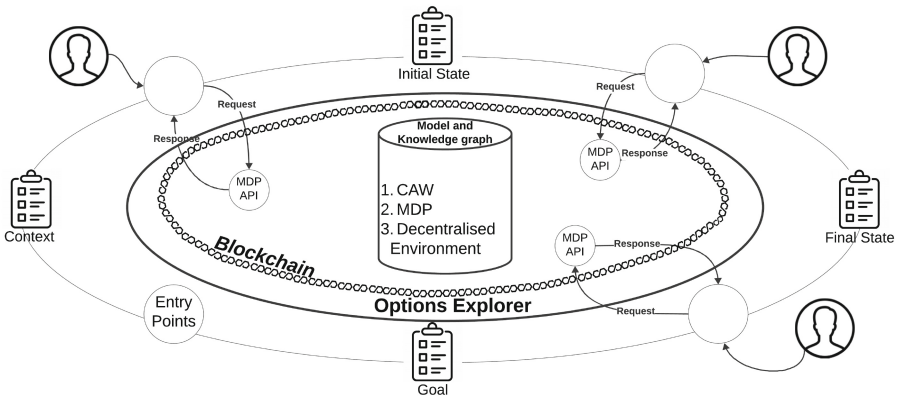 Initial State
Request
Request
Response
Response
Model and
Knowledge graph
MDP
API
MDP
API
1. CAW
2. MDP
3. Decentralised
Environment
Context
Final State
Blockchain
MDP
API
Response
Request
Options Explorer
Entry
Points
Goal